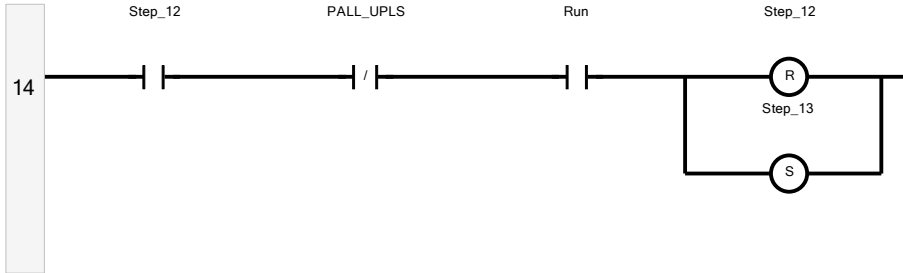 Step_12 PALL_UPLS Run Step_12
14 / R
Step_13
S